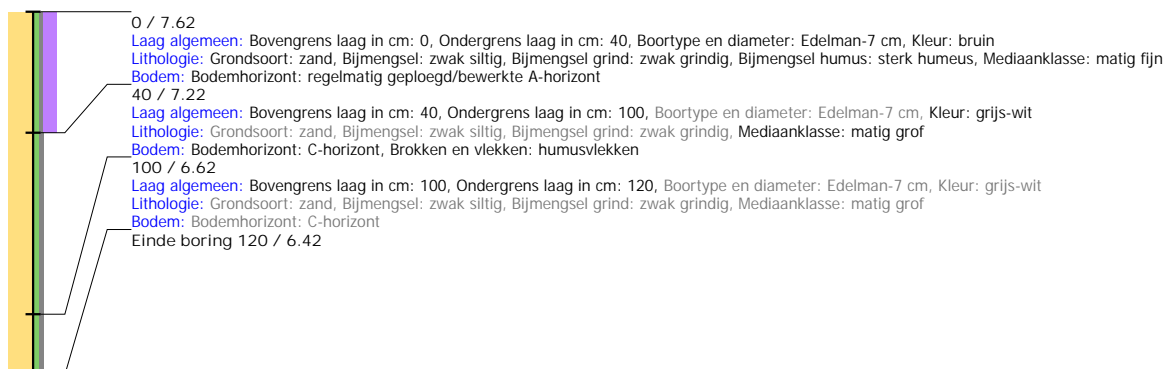 0 / 7.62
Laag algemeen: Bovengrens laag in cm: 0, Ondergrens laag in cm: 40, Boortype en diameter: Edelman-7 cm, Kleur: bruin
Lithologie: Grondsoort: zand, Bijmengsel: zwak siltig, Bijmengsel grind: zwak grindig, Bijmengsel humus: sterk humeus, Mediaanklasse: matig fijn
Bodem: Bodemhorizont: regelmatig geploegd/bewerkte A-horizont
40 / 7.22
Laag algemeen: Bovengrens laag in cm: 40, Ondergrens laag in cm: 100, Boortype en diameter: Edelman-7 cm, Kleur: grijs-wit
Lithologie: Grondsoort: zand, Bijmengsel: zwak siltig, Bijmengsel grind: zwak grindig, Mediaanklasse: matig grof
Bodem: Bodemhorizont: C-horizont, Brokken en vlekken: humusvlekken
100 / 6.62
Laag algemeen: Bovengrens laag in cm: 100, Ondergrens laag in cm: 120, Boortype en diameter: Edelman-7 cm, Kleur: grijs-wit
Lithologie: Grondsoort: zand, Bijmengsel: zwak siltig, Bijmengsel grind: zwak grindig, Mediaanklasse: matig grof
Bodem: Bodemhorizont: C-horizont
Einde boring 120 / 6.42